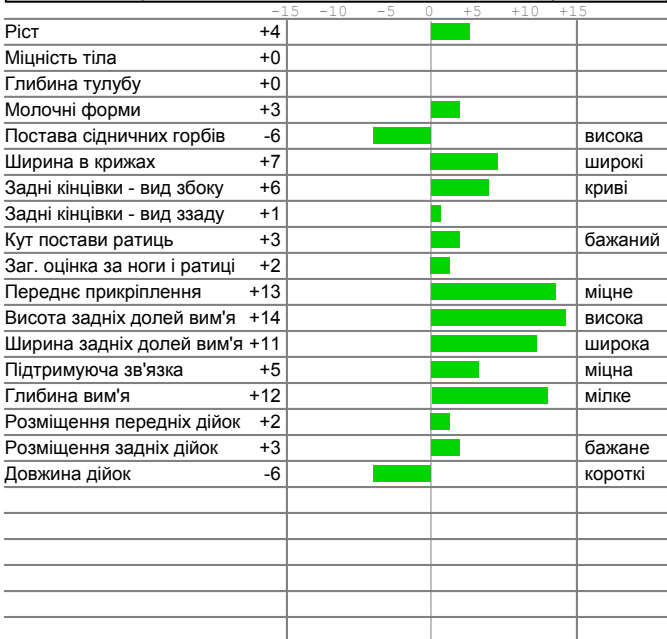 -15 -10 -5 0 +5 +10 +15
Ріст +4
Міцність тіла +0
Глибина тулубу +0
Молочні форми +3
Постава сідничних горбів -6 висока
Ширина в крижах +7 широкі
Задні кінцівки - вид збоку +6 криві
Задні кінцівки - вид ззаду +1
Кут постави ратиць +3 бажаний
Заг. оцінка за ноги і ратиці +2
Переднє прикріплення +13 міцне
Висота задніх долей вим'я +14 висока
Ширина задніх долей вим'я +11 широка
Підтримуюча зв'язка +5 міцна
Глибина вим'я +12 мілке
Розміщення передніх дійок +2
Розміщення задніх дійок +3 бажане
Довжина дійок -6 короткі